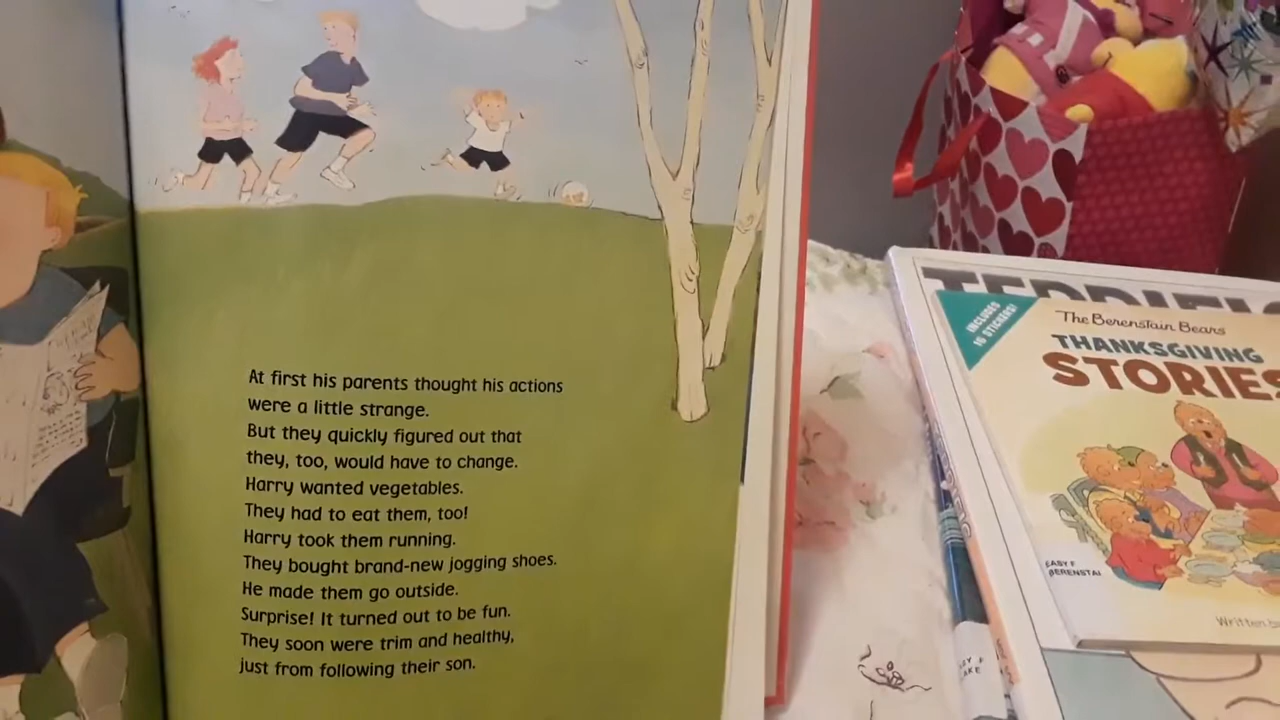 At first his parents thought his actions
were a little strange.
But they quickly figured out that
they, too, would have to change.
Harry wanted vegetables.
They had to eat them, too!
Harry took them running.
They bought brand-new jogging shoes.
He made them go outside.
Surprise! It turned out to be fun.
They soon were trim and healthy,
just from following their son.
INCLUDES
16 STICKERS!
The Berenstain Bears
THANKSGIVING
STORIES
EASY F
BERENSTAI
Written